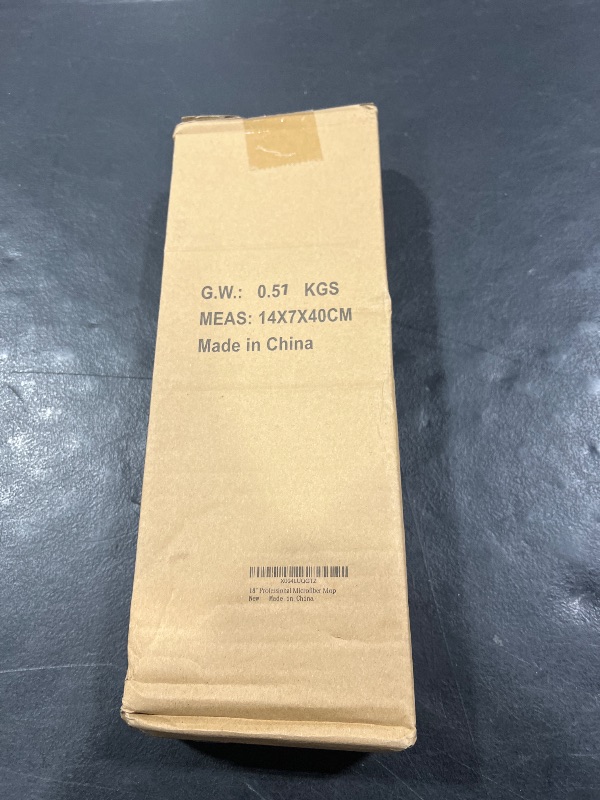 G.W.: 0.51 KGS
MEAS: 14X7X40CM
Made in China
18" Professional Microfiber Mop
New Made in China